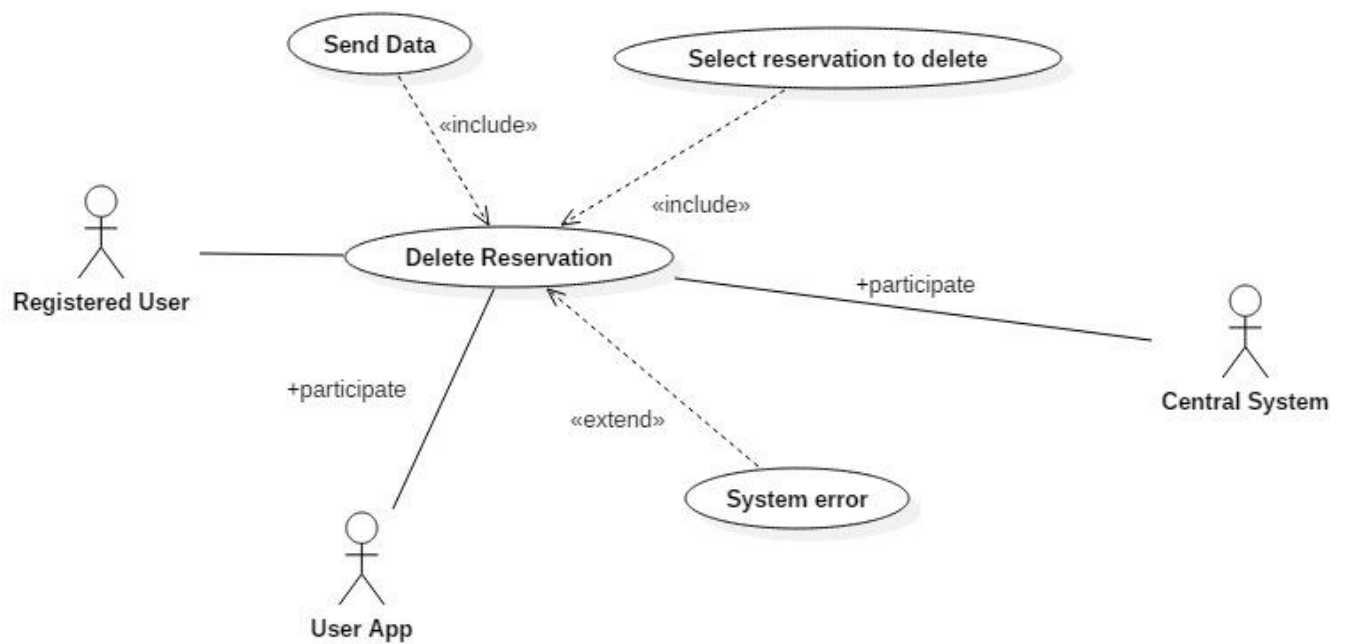 Send Data
Select reservation to delete
«include»
«include»
Delete Reservation
Registered User
+participate
+participate
Central System
«extend»
System error
User App